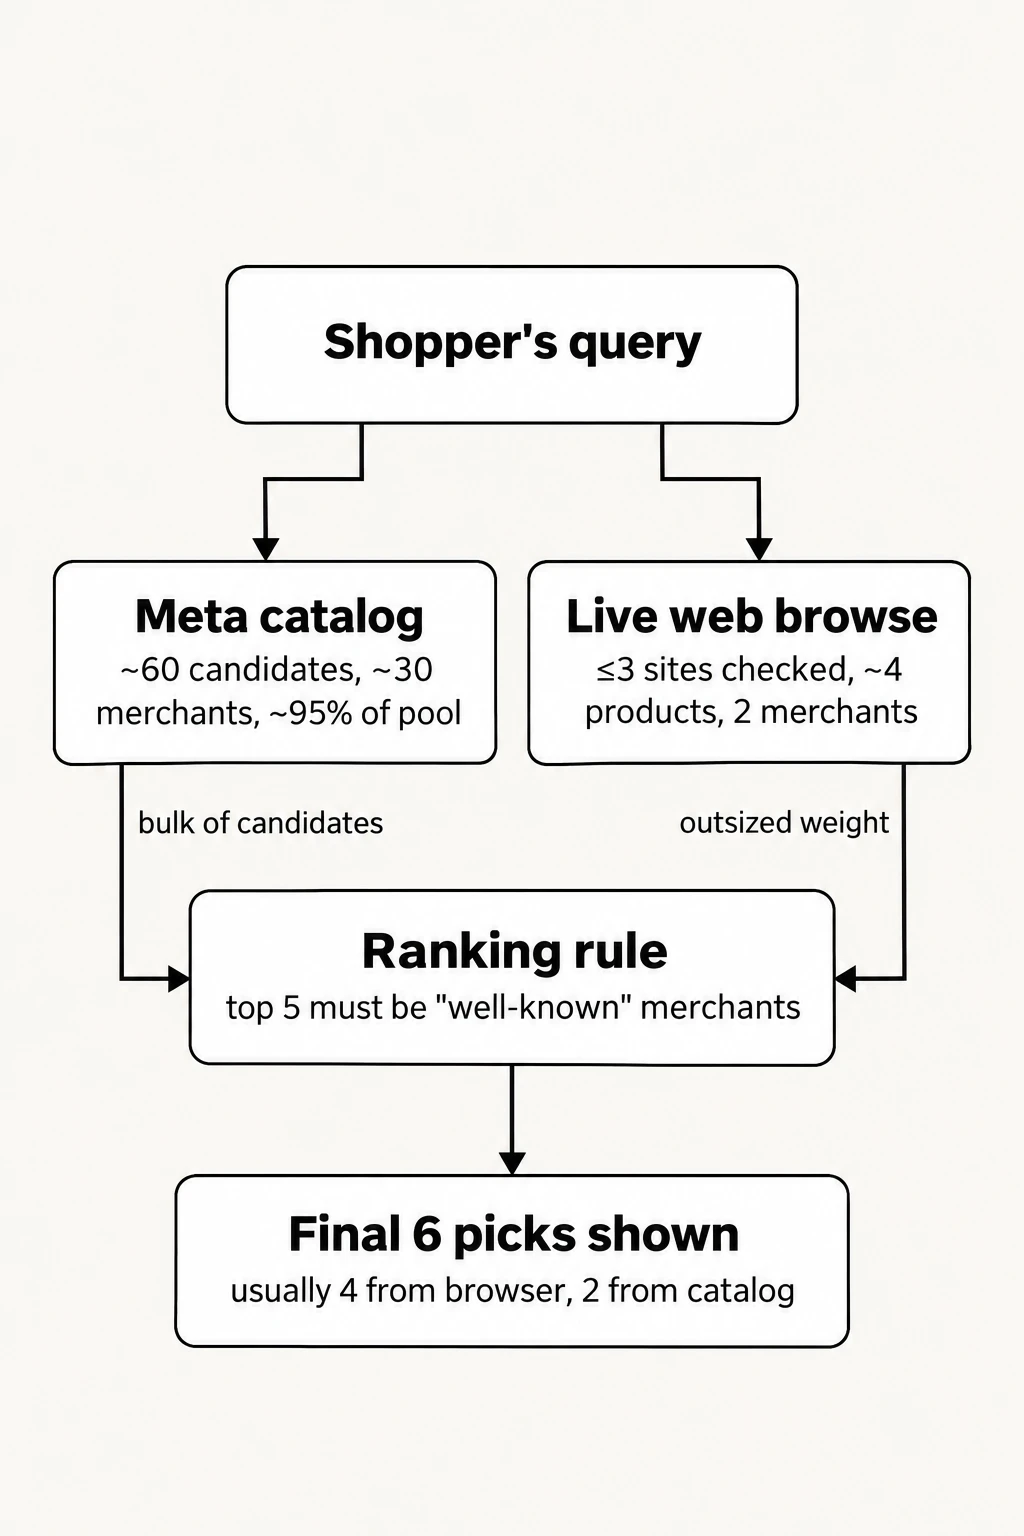 Shopper's query
Meta catalog
~60 candidates, ~30
merchants, ~95% of pool
Live web browse
≤3 sites checked, ~4
products, 2 merchants
bulk of candidates
outsized weight
Ranking rule
top 5 must be "well-known" merchants
Final 6 picks shown
usually 4 from browser, 2 from catalog